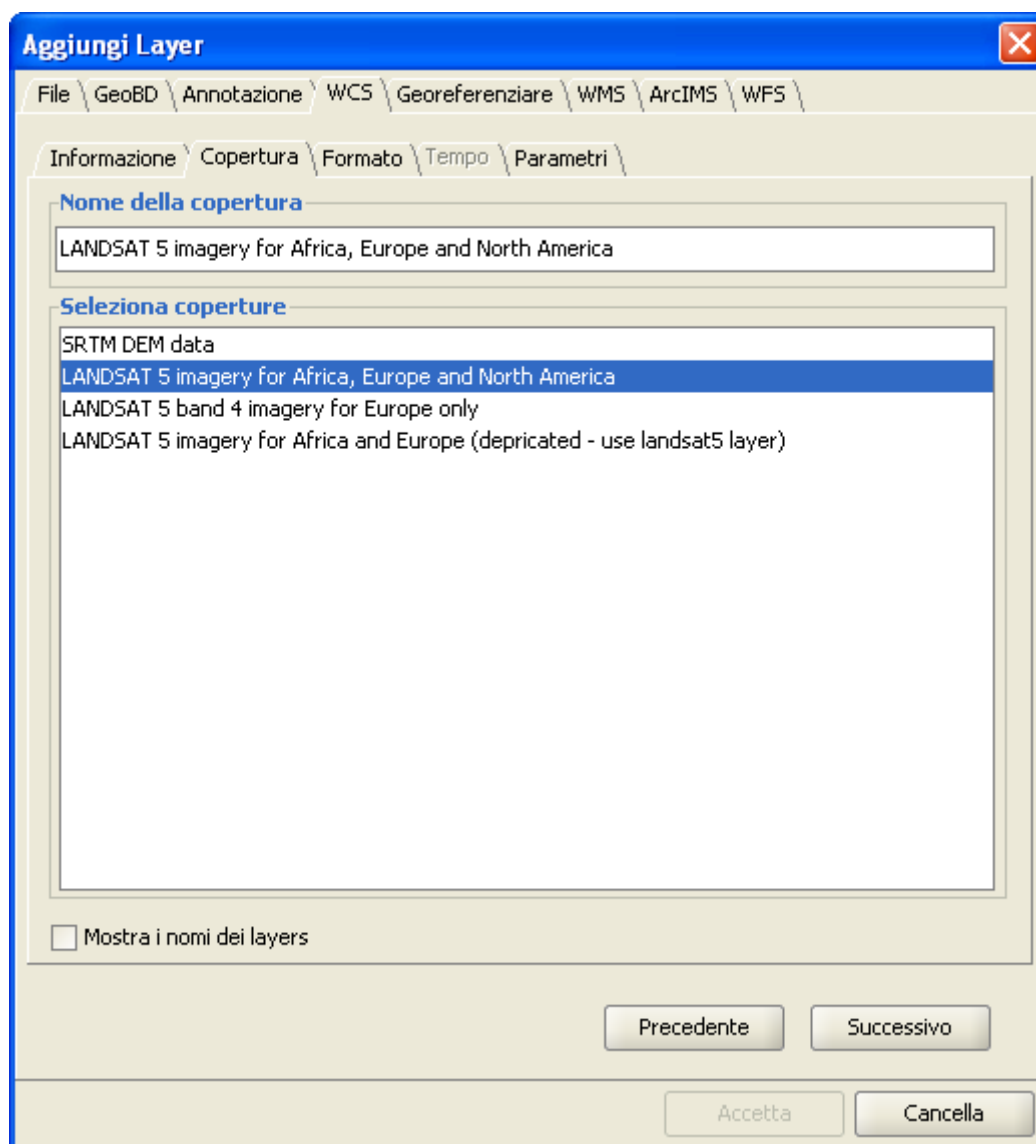 Aggiungi Layer
File GeoBD Annotazione WCS Georeferenziare WMS ArcIMS WFS
Informazione Copertura Formato Tempo Parametri
Nome della copertura
LANDSAT 5 imagery for Africa, Europe and North America
Seleziona coperture
SRTM DEM data
LANDSAT 5 imagery for Africa, Europe and North America
LANDSAT 5 band 4 imagery for Europe only
LANDSAT 5 imagery for Africa and Europe (depricated - use landsat5 layer)
Mostra i nomi dei layers
Precedente Successivo
Accetta Cancella